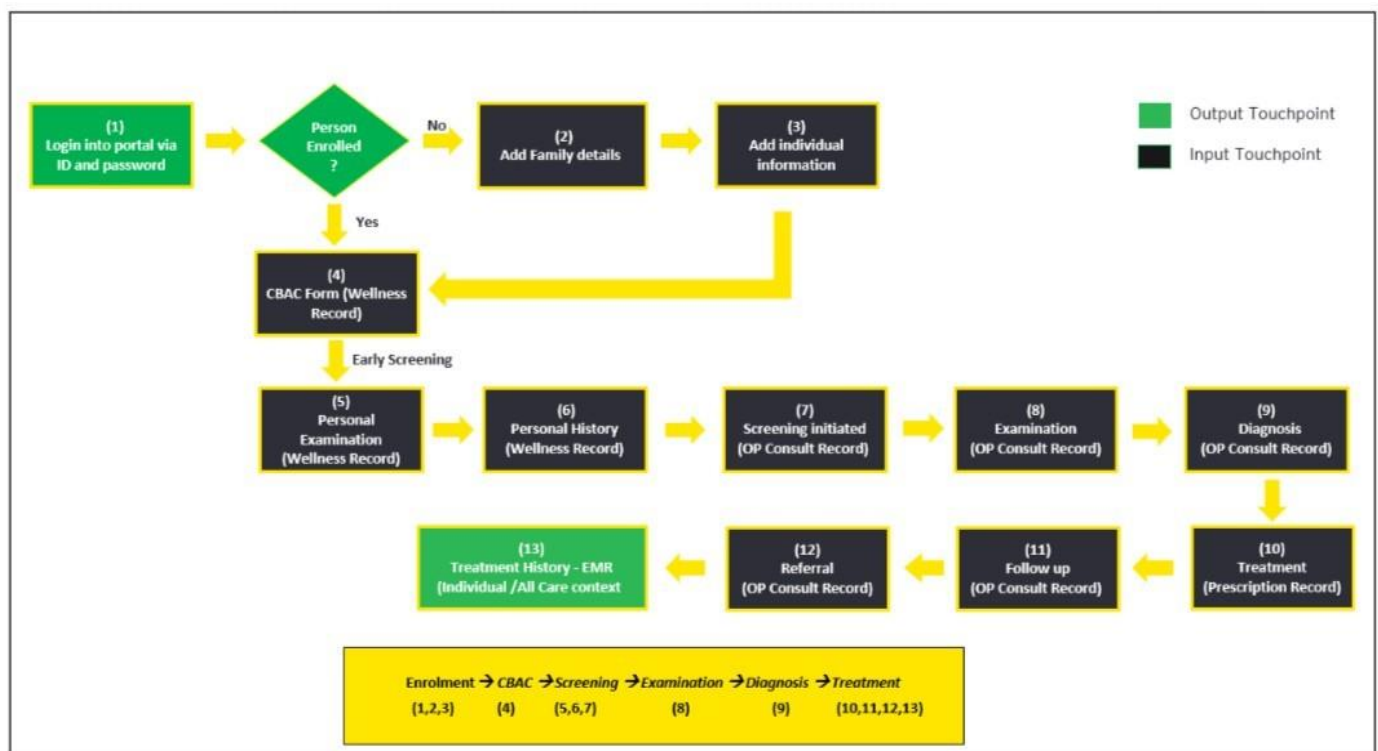 (1)
Login into portal via
ID and password
Person
Enrolled
?
No
(2)
Add Family details
(3)
Add individual
information
Output Touchpoint
Input Touchpoint
Yes
(4)
CBAC Form (Wellness
Record)
Early Screening
(5)
Personal
Examination
(Wellness Record)
(6)
Personal History
(Wellness Record)
(7)
Screening initiated
(OP Consult Record)
(8)
Examination
(OP Consult Record)
(9)
Diagnosis
(OP Consult Record)
(13)
Treatment History - EMR
(Individual /All Care context
(12)
Referral
(OP Consult Record)
(11)
Follow up
(OP Consult Record)
(10)
Treatment
(Prescription Record)
Enrolment → CBAC → Screening → Examination → Diagnosis → Treatment
(1,2,3) (4) (5,6,7) (8) (9) (10,11,12,13)